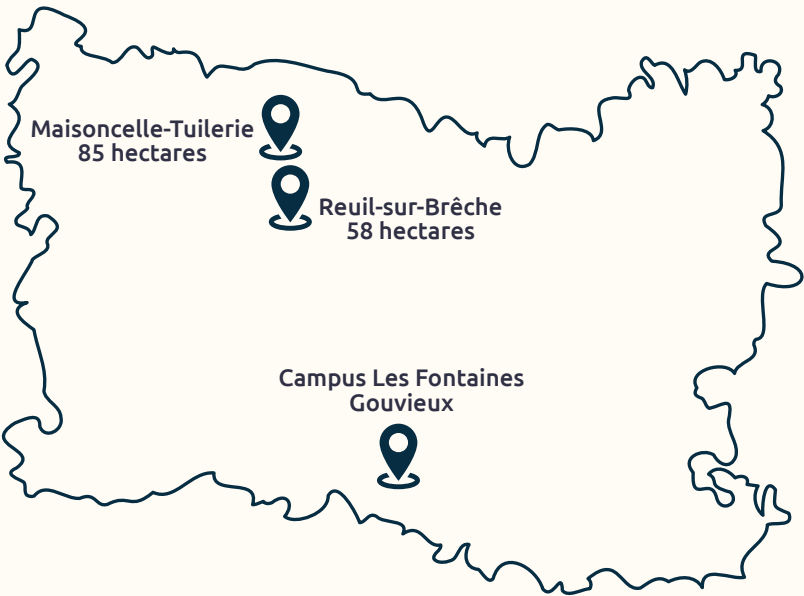 Maisoncelle-Tuilerie
85 hectares
Reuil-sur-Brêche
58 hectares
Campus Les Fontaines
Gouvieux